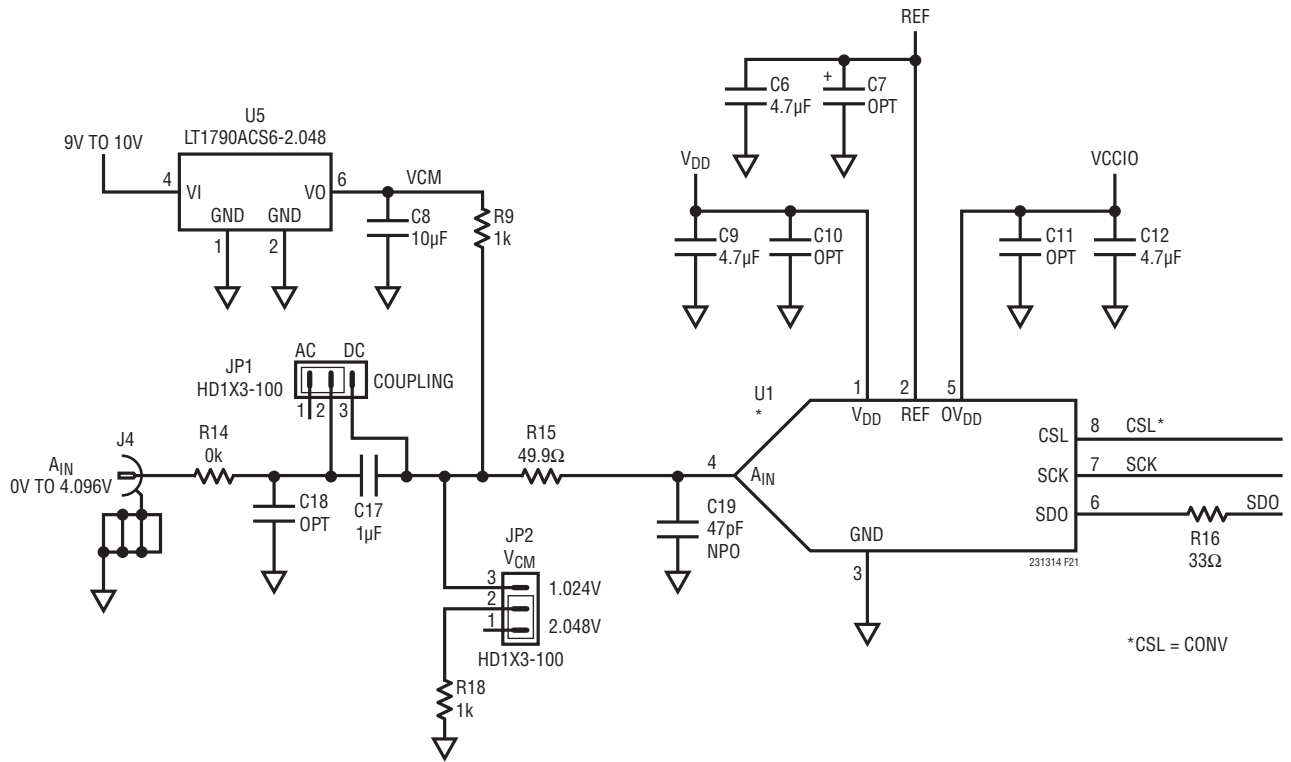 REF
+
C6
4.7µF
C7
OPT
U5
LT1790ACS6-2.048
9V TO 10V
4
VI
VO
6
VCM
GND
GND
1
2
C8
10µF
R9
1k
VDD
VCCIO
C9
4.7µF
C10
OPT
C11
OPT
C12
4.7µF
AC
DC
JP1
HD1X3-100
COUPLING
1
2
3
U1
*
1
2
5
VDD
REF
OVDD
J4
AIN
0V TO 4.096V
R14
0k
C18
OPT
C17
1µF
R15
49.9Ω
4
AIN
CSL
8
CSL*
SCK
7
SCK
SDO
6
SDO
R16
33Ω
C19
47pF
NPO
GND
3
231314 F21
JP2
VCM
3
1.024V
2
1
2.048V
HD1X3-100
R18
1k
*CSL = CONV